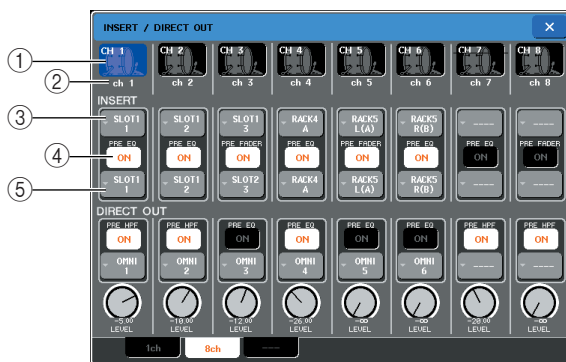 INSERT / DIRECT OUT
CH 1 CH 2 CH 3 CH 4 CH 5 CH 6 CH 7 CH 8
①
② ch 1 ch 2 ch 3 ch 4 ch 5 ch 6 ch 7 ch 8
INSERT
③ SLOT1 1 SLOT1 2 SLOT1 3 RACK4 A RACK5 L(A) RACK5 R(B) ---- ----
PRE EQ PRE EQ PRE FADER PRE EQ PRE FADER PRE EQ PRE EQ PRE FADER
④ ON ON ON ON ON ON ON ON
⑤ SLOT1 1 SLOT1 2 SLOT2 3 RACK4 A RACK5 L(A) RACK5 R(B) ---- ----
DIRECT OUT
PRE HPF PRE HPF PRE EQ PRE EQ PRE EQ PRE EQ PRE HPF PRE HPF
ON ON ON ON ON ON ON ON
OMNI 1 OMNI 2 OMNI 3 OMNI 4 OMNI 5 OMNI 6 ---- ----
-5.00 -10.00 -12.00 -26.00 -∞ -∞ -20.00 -∞
LEVEL LEVEL LEVEL LEVEL LEVEL LEVEL LEVEL LEVEL
1ch 8ch ----